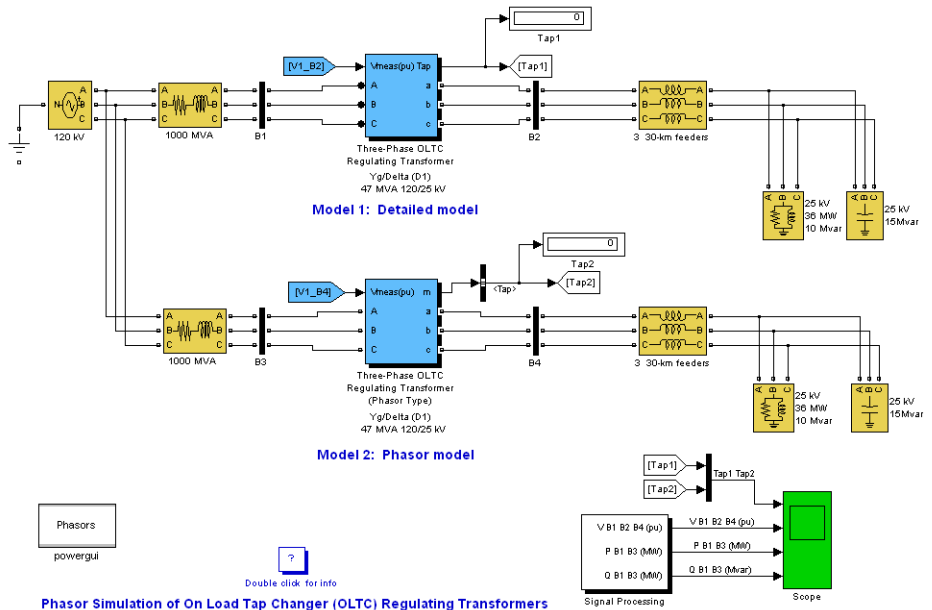 0
Tap1
[V1_B2]
Vmeas(pu) Tap
[Tap1]
A a
B b
C c
N A B C
120 kV
A A
B B
C C
1000 MVA
B1
Three-Phase OLTC
Regulating Transformer
Yg/Delta (D1)
47 MVA 120/25 kV
B2
A A
B B
C C
3 30-km feeders
A B C
25 kV
36 MW
10 Mvar
A B C
25 kV
15Mvar
Model 1: Detailed model
0
Tap2
[V1_B4]
Vmeas(pu) m
<Tap>
[Tap2]
A a
B b
C c
A A
B B
C C
1000 MVA
B3
Three-Phase OLTC
Regulating Transformer
(Phasor Type)
Yg/Delta (D1)
47 MVA 120/25 kV
B4
A A
B B
C C
3 30-km feeders
A B C
25 kV
36 MW
10 Mvar
A B C
25 kV
15Mvar
Model 2: Phasor model
[Tap1]
[Tap2]
Tap1 Tap2
Phasors
powergui
?
Double click for info
V B1 B2 B4 (pu)
P B1 B3 (MW)
Q B1 B3 (MW)
Signal Processing
V B1 B2 B4 (pu)
P B1 B3 (MW)
Q B1 B3 (Mvar)
Scope
Phasor Simulation of On Load Tap Changer (OLTC) Regulating Transformers